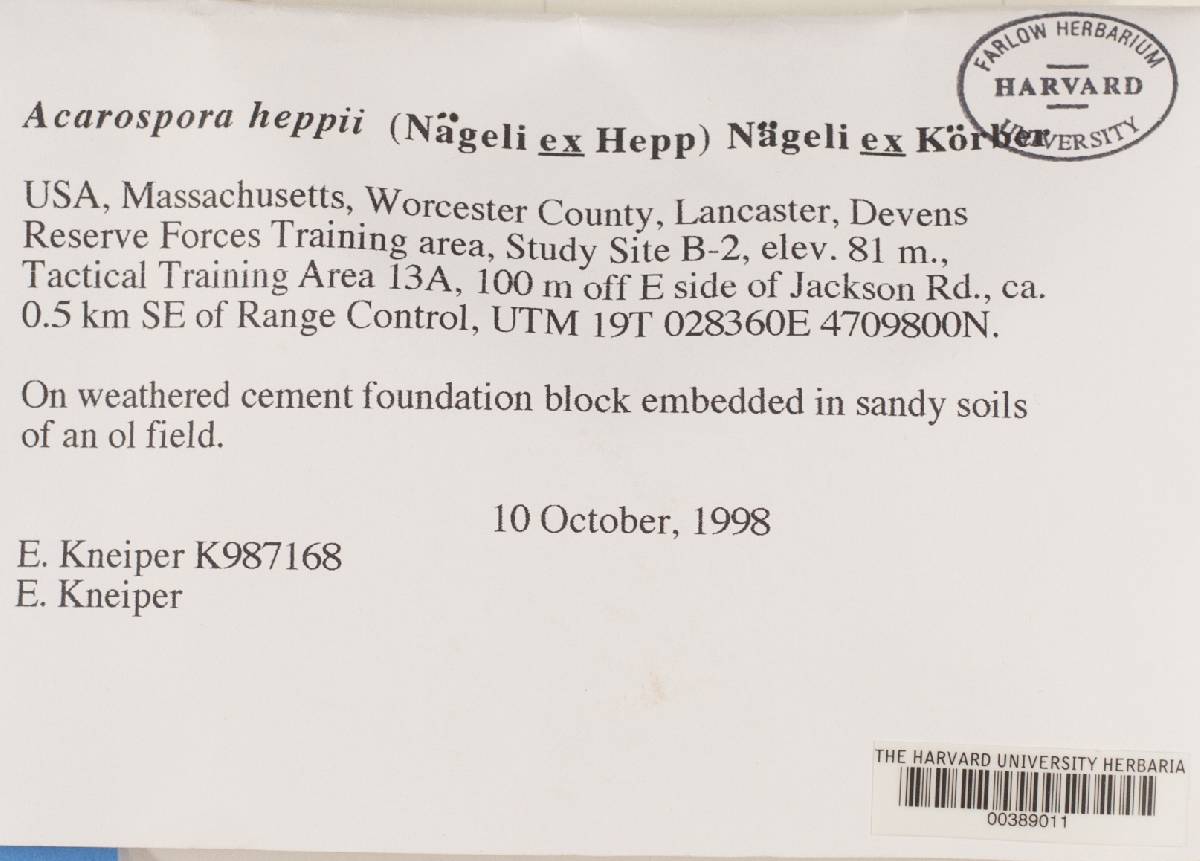 FARLOW HERBARIUM
HARVARD
UNIVERSITY
Acarospora heppii (Nägeli ex Hepp) Nägeli ex Körber
USA, Massachusetts, Worcester County, Lancaster, Devens
Reserve Forces Training area, Study Site B-2, elev. 81 m.,
Tactical Training Area 13A, 100 m off E side of Jackson Rd., ca.
0.5 km SE of Range Control, UTM 19T 028360E 4709800N.
On weathered cement foundation block embedded in sandy soils
of an ol field.
10 October, 1998
E. Kneiper K987168
E. Kneiper
THE HARVARD UNIVERSITY HERBARIA
00389011